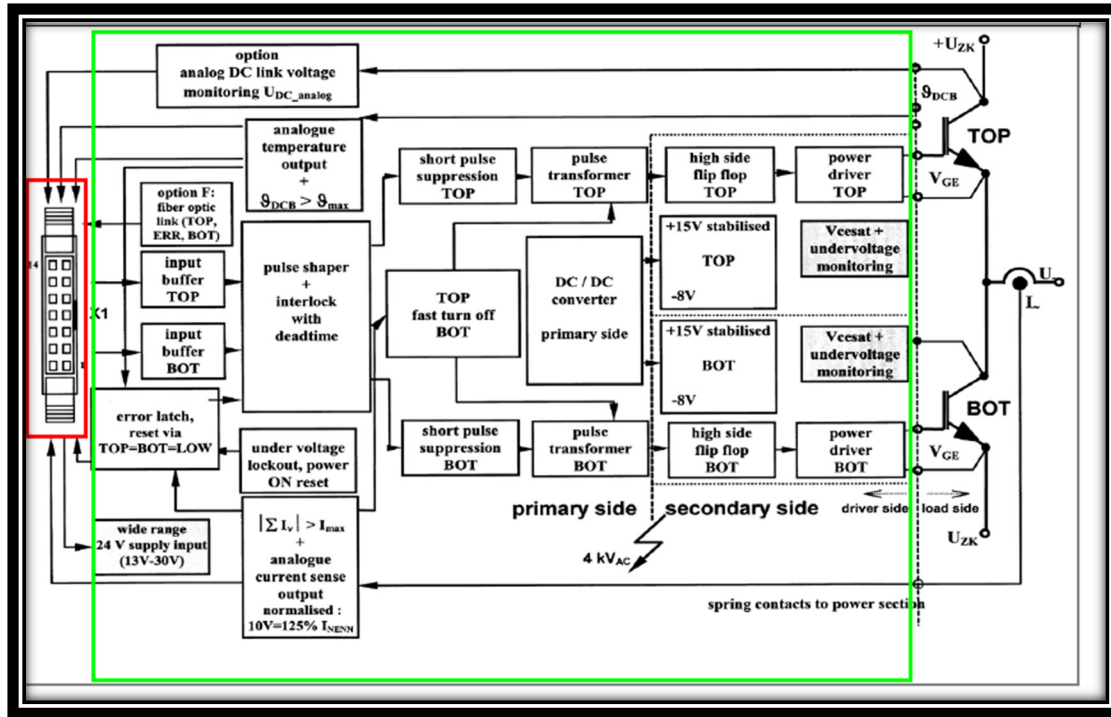 option
analog DC link voltage
monitoring U_DC_analog
+U_ZK
ϑ_DCB
TOP
V_GE
analogue
temperature
output
+
ϑ_DCB > ϑ_max
short pulse
suppression
TOP
pulse
transformer
TOP
high side
flip flop
TOP
power
driver
TOP
option F:
fiber optic
link (TOP,
ERR, BOT)
14
X1
input
buffer
TOP
input
buffer
BOT
pulse shaper
+
interlock
with
deadtime
TOP
fast turn off
BOT
DC / DC
converter
primary side
+15V stabilised
TOP
-8V
Vcesat +
undervoltage
monitoring
U~
+15V stabilised
BOT
-8V
Vcesat +
undervoltage
monitoring
BOT
V_GE
error latch,
reset via
TOP=BOT=LOW
under voltage
lockout, power
ON reset
short pulse
suppression
BOT
pulse
transformer
BOT
high side
flip flop
BOT
power
driver
BOT
primary side
secondary side
driver side
load side
4 kV_AC
U_ZK
wide range
24 V supply input
(13V-30V)
|∑ I_v| > I_max
+
analogue
current sense
output
normalised :
10V=125% I_NENN
spring contacts to power section